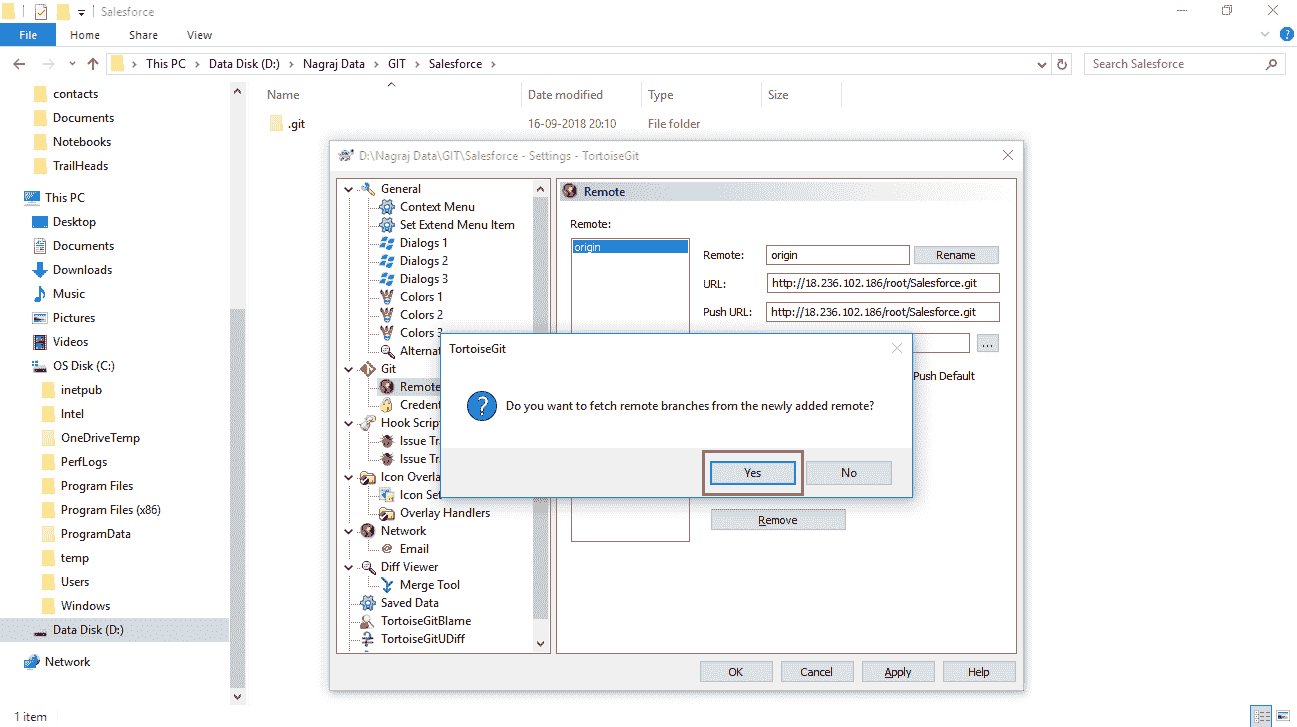 Salesforce
File Home Share View
This PC Data Disk (D:) Nagraj Data GIT Salesforce
Search Salesforce
contacts
Documents
Notebooks
TrailHeads
This PC
Desktop
Documents
Downloads
Music
Pictures
Videos
OS Disk (C:)
inetpub
Intel
OneDriveTemp
PerfLogs
Program Files
Program Files (x86)
ProgramData
temp
Users
Windows
Data Disk (D:)
Network
1 item
Name Date modified Type Size
.git 16-09-2018 20:10 File folder
D:\Nagraj Data\GIT\Salesforce - Settings - TortoiseGit
General
Context Menu
Set Extend Menu Item
Dialogs 1
Dialogs 2
Dialogs 3
Colors 1
Colors 2
Colors 3
Alternat
Git
Remote
Credent
Hook Scrip
Issue Tr
Issue Tr
Icon Overla
Icon Set
Overlay Handlers
Network
Email
Diff Viewer
Merge Tool
Saved Data
TortoiseGitBlame
TortoiseGitUDiff
Remote
Remote:
origin
Remote: origin Rename
URL: http://18.236.102.186/root/Salesforce.git
Push URL: http://18.236.102.186/root/Salesforce.git
...
Push Default
TortoiseGit
Do you want to fetch remote branches from the newly added remote?
Yes No
Remove
OK Cancel Apply Help